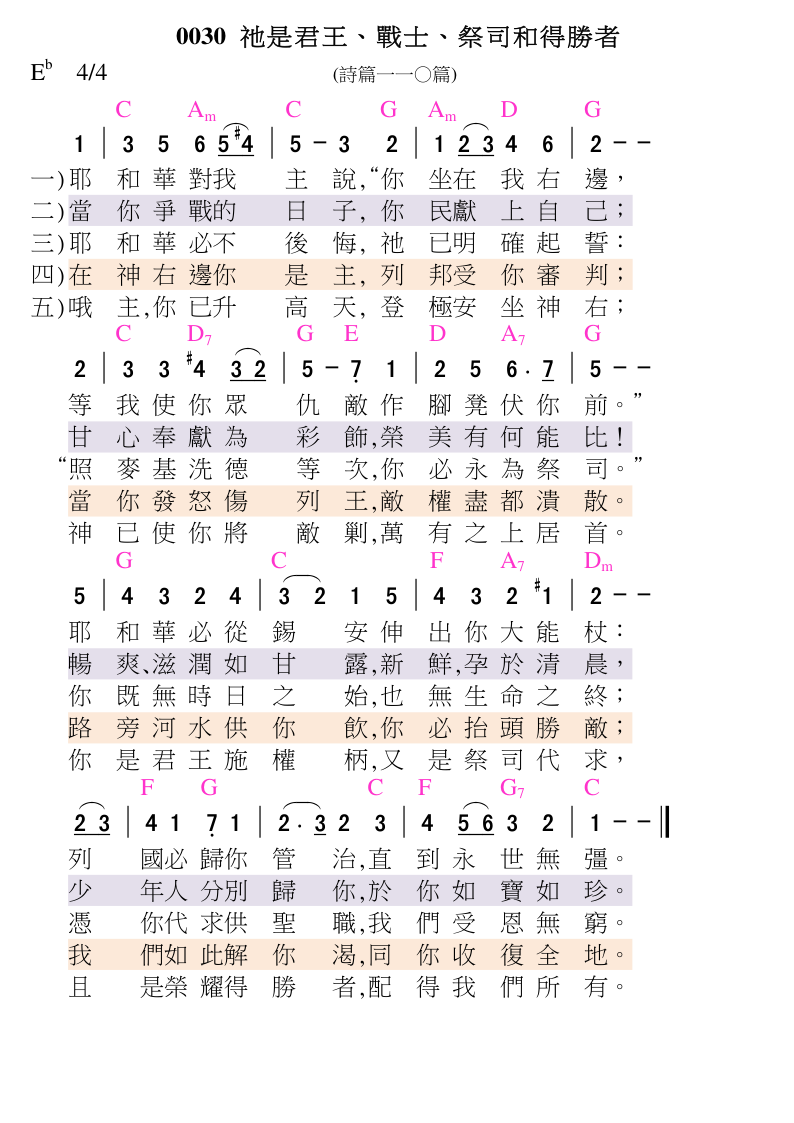 0030 祂是君王、戰士、祭司和得勝者
E♭ 4/4 (詩篇一一○篇)
C Am C G Am D G
1 | 3 5 6 5 #4 | 5 – 3 2 | 1 2 3 4 6 | 2 – –
一)耶 和 華 對我 主 說,“你 坐在 我 右 邊，
二)當 你 爭 戰的 日 子, 你 民獻 上 自 己；
三)耶 和 華 必不 後 悔, 祂 已明 確 起 誓：
四)在 神 右 邊你 是 主, 列 邦受 你 審 判；
五)哦 主,你 已升 高 天, 登 極安 坐 神 右；
C D7 G E D A7 G
2 | 3 3 #4 3 2 | 5 – 7 1 | 2 5 6 . 7 | 5 – –
等 我 使 你 眾 仇 敵 作 腳 凳 伏 你 前。”
甘 心 奉 獻 為 彩 飾,榮 美 有 何 能 比！
“照 麥 基 洗 德 等 次,你 必 永 為 祭 司。”
當 你 發 怒 傷 列 王,敵 權 盡 都 潰 散。
神 已 使 你 將 敵 剿,萬 有 之 上 居 首。
G C F A7 Dm
5 | 4 3 2 4 | 3 2 1 5 | 4 3 2 #1 | 2 – –
耶 和 華 必 從 錫 安 伸 出 你 大 能 杖：
暢 爽、滋 潤 如 甘 露,新 鮮,孕 於 清 晨，
你 既 無 時 日 之 始,也 無 生 命 之 終；
路 旁 河 水 供 你 飲,你 必 抬 頭 勝 敵；
你 是 君 王 施 權 柄,又 是 祭 司 代 求，
F G C F G7 C
2 3 | 4 1 7 1 | 2 . 3 2 3 | 4 5 6 3 2 | 1 – –
列 國必 歸你 管 治,直 到 永 世 無 彊。
少 年人 分別 歸 你,於 你 如 寶 如 珍。
憑 你代 求供 聖 職,我 們 受 恩 無 窮。
我 們如 此解 你 渴,同 你 收 復 全 地。
且 是榮 耀得 勝 者,配 得 我 們 所 有。